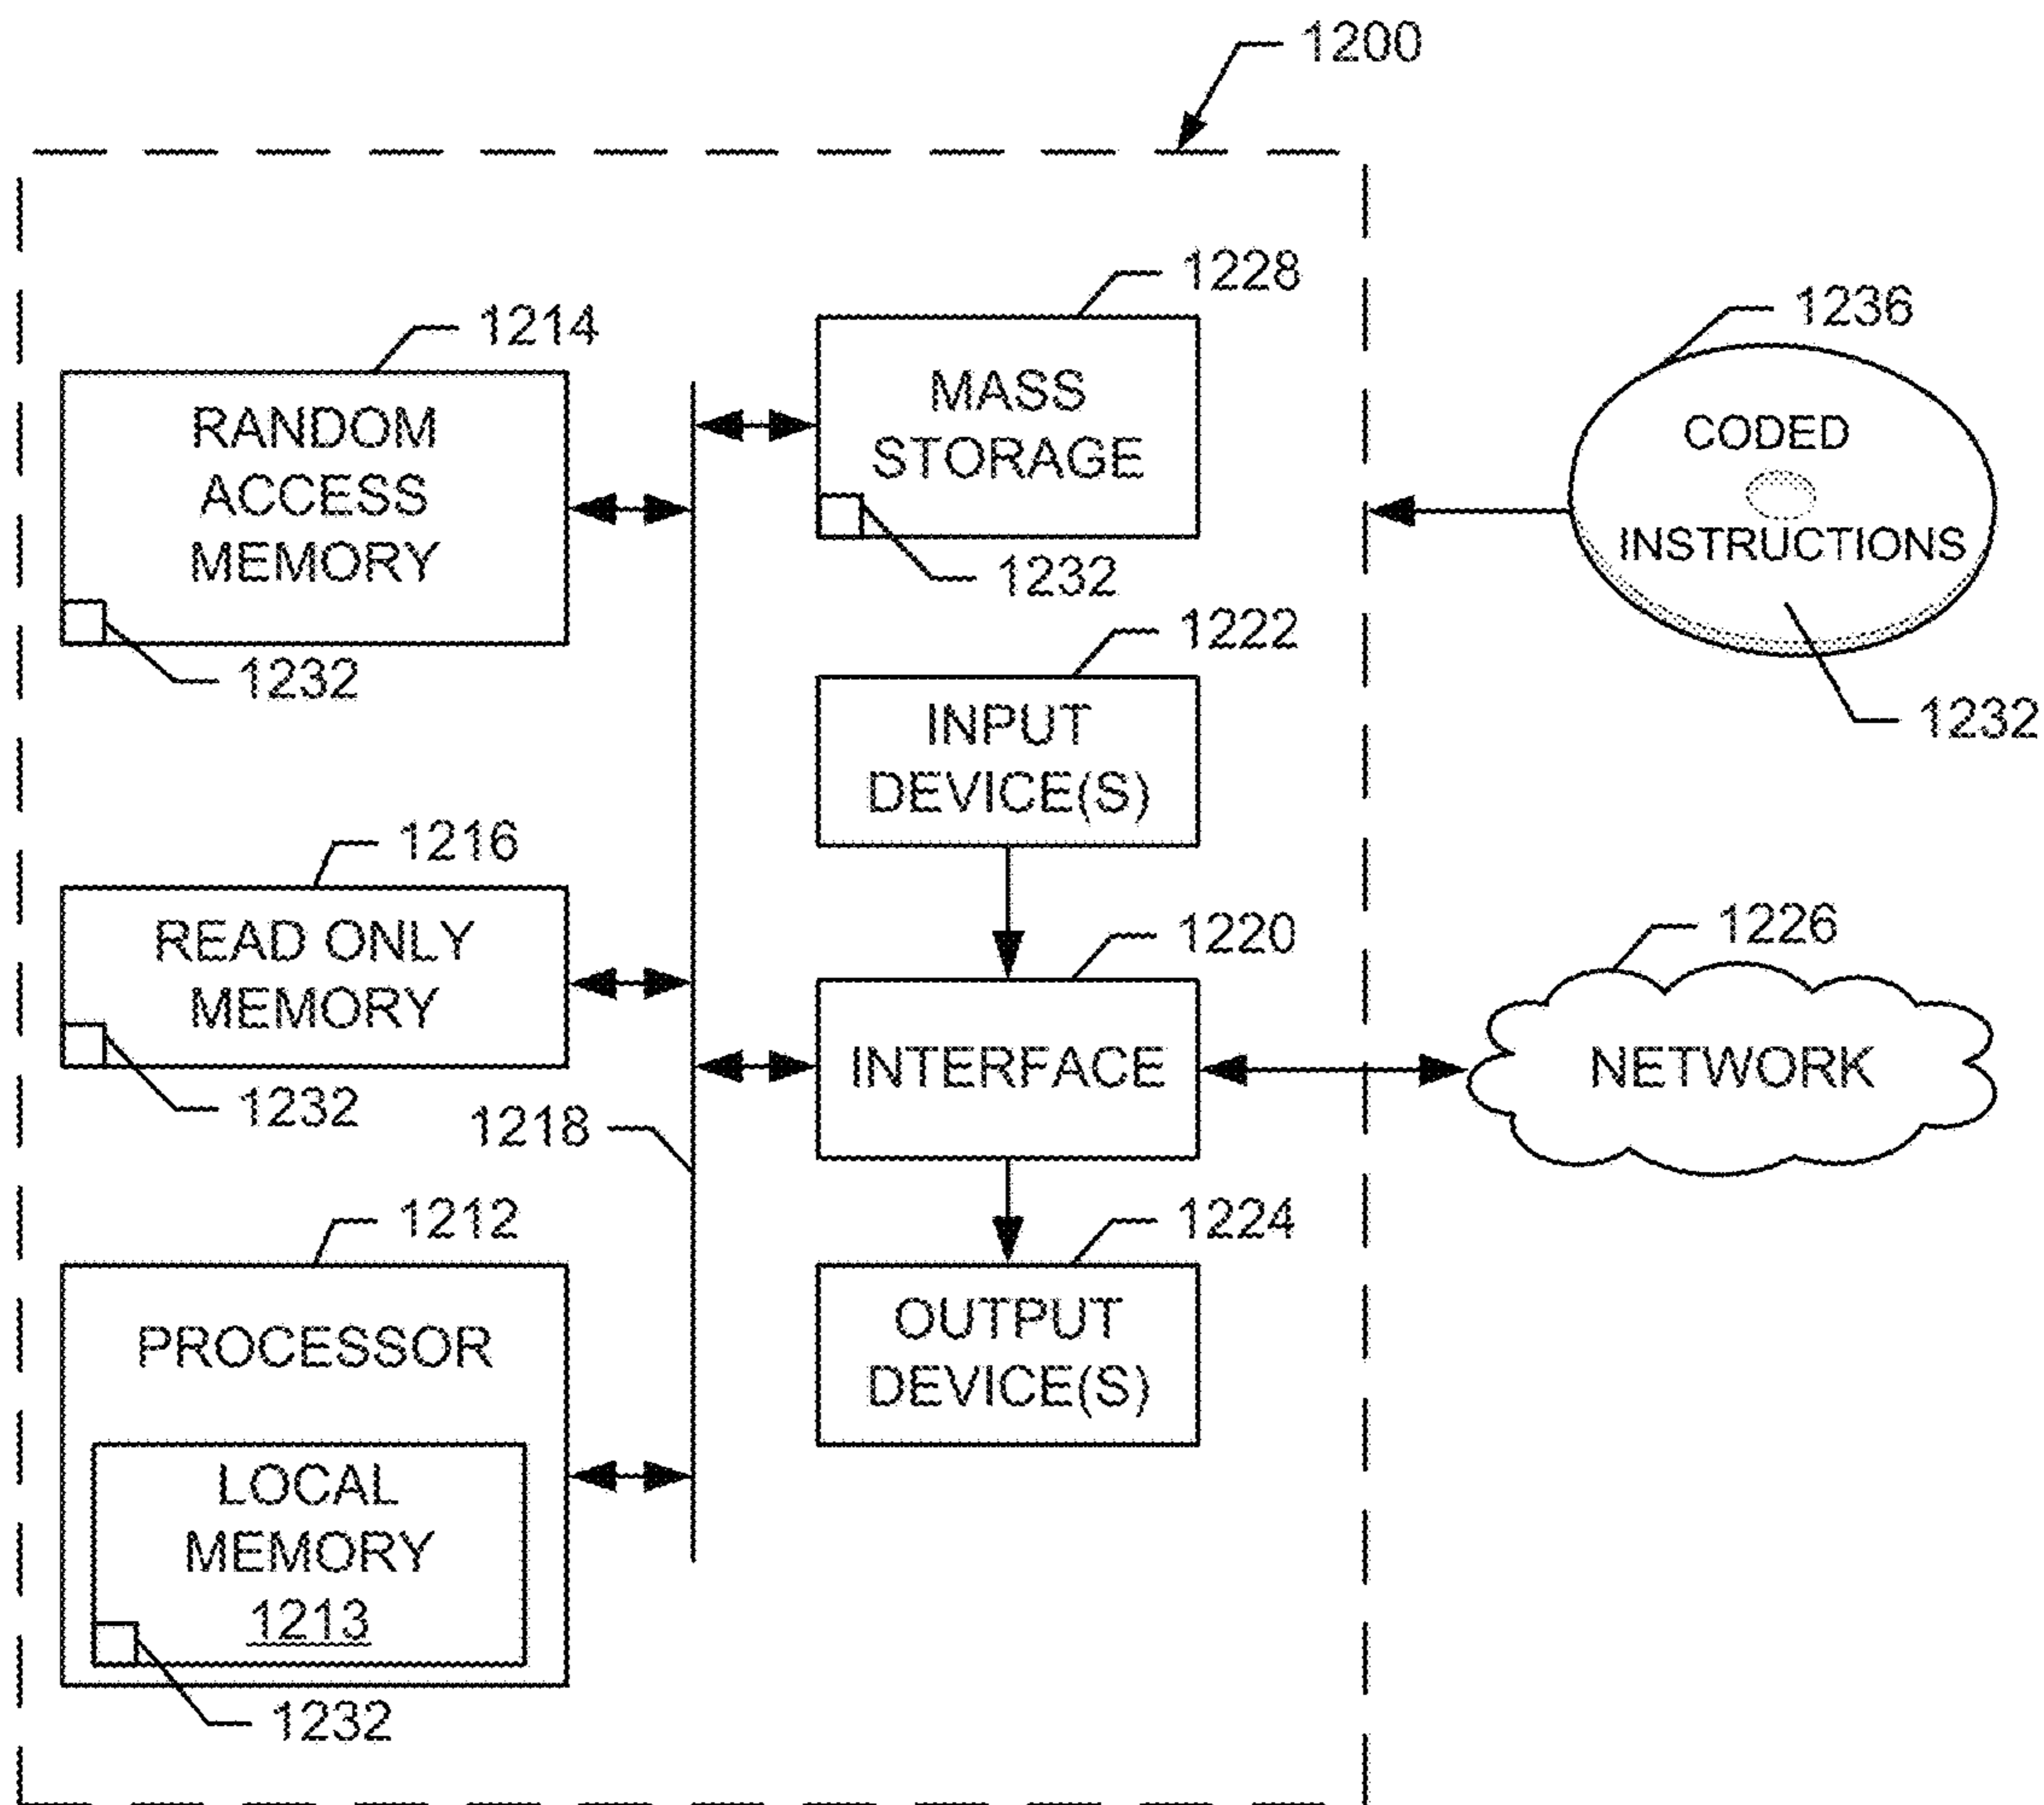 1200
1228
1214
1236
MASS
STORAGE
RANDOM
ACCESS
MEMORY
CODED
INSTRUCTIONS
1232
1222
1232
1232
INPUT
DEVICE(S)
1216
1220
1226
READ ONLY
MEMORY
INTERFACE
NETWORK
1232
1218
1212
1224
PROCESSOR
OUTPUT
DEVICE(S)
LOCAL
MEMORY
1213
1232